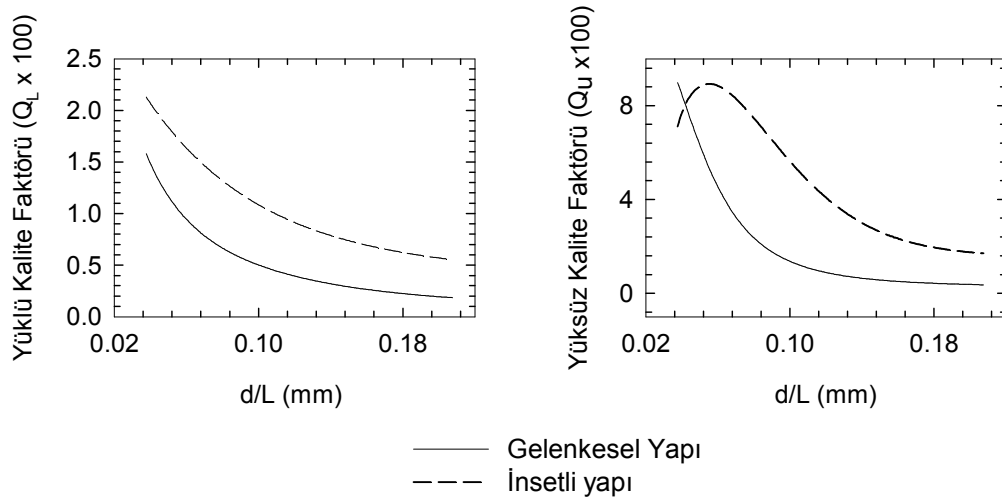 Yüklü Kalite Faktörü (QL x 100)
2.5
2.0
1.5
1.0
0.5
0.0
0.02
0.10
0.18
d/L (mm)
Yüksüz Kalite Faktörü (Qu x100)
8
4
0
0.02
0.10
0.18
d/L (mm)
Gelenkesel Yapı
İnsetli yapı